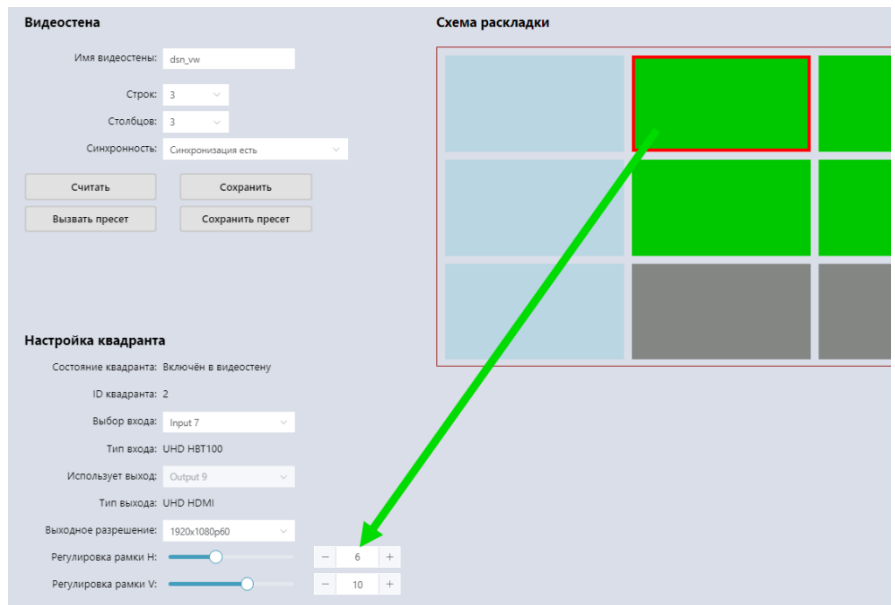 Видеостена
Имя видеостены: dsn_vw
Строк: 3
Столбцов: 3
Синхронность: Синхронизация есть
Считать Сохранить
Вызвать пресет Сохранить пресет
Схема раскладки
Настройка квадранта
Состояние квадранта: Включён в видеостену
ID квадранта: 2
Выбор входа: Input 7
Тип входа: UHD HBT100
Использует выход: Output 9
Тип выхода: UHD HDMI
Выходное разрешение: 1920x1080p60
Регулировка рамки H: − 6 +
Регулировка рамки V: − 10 +